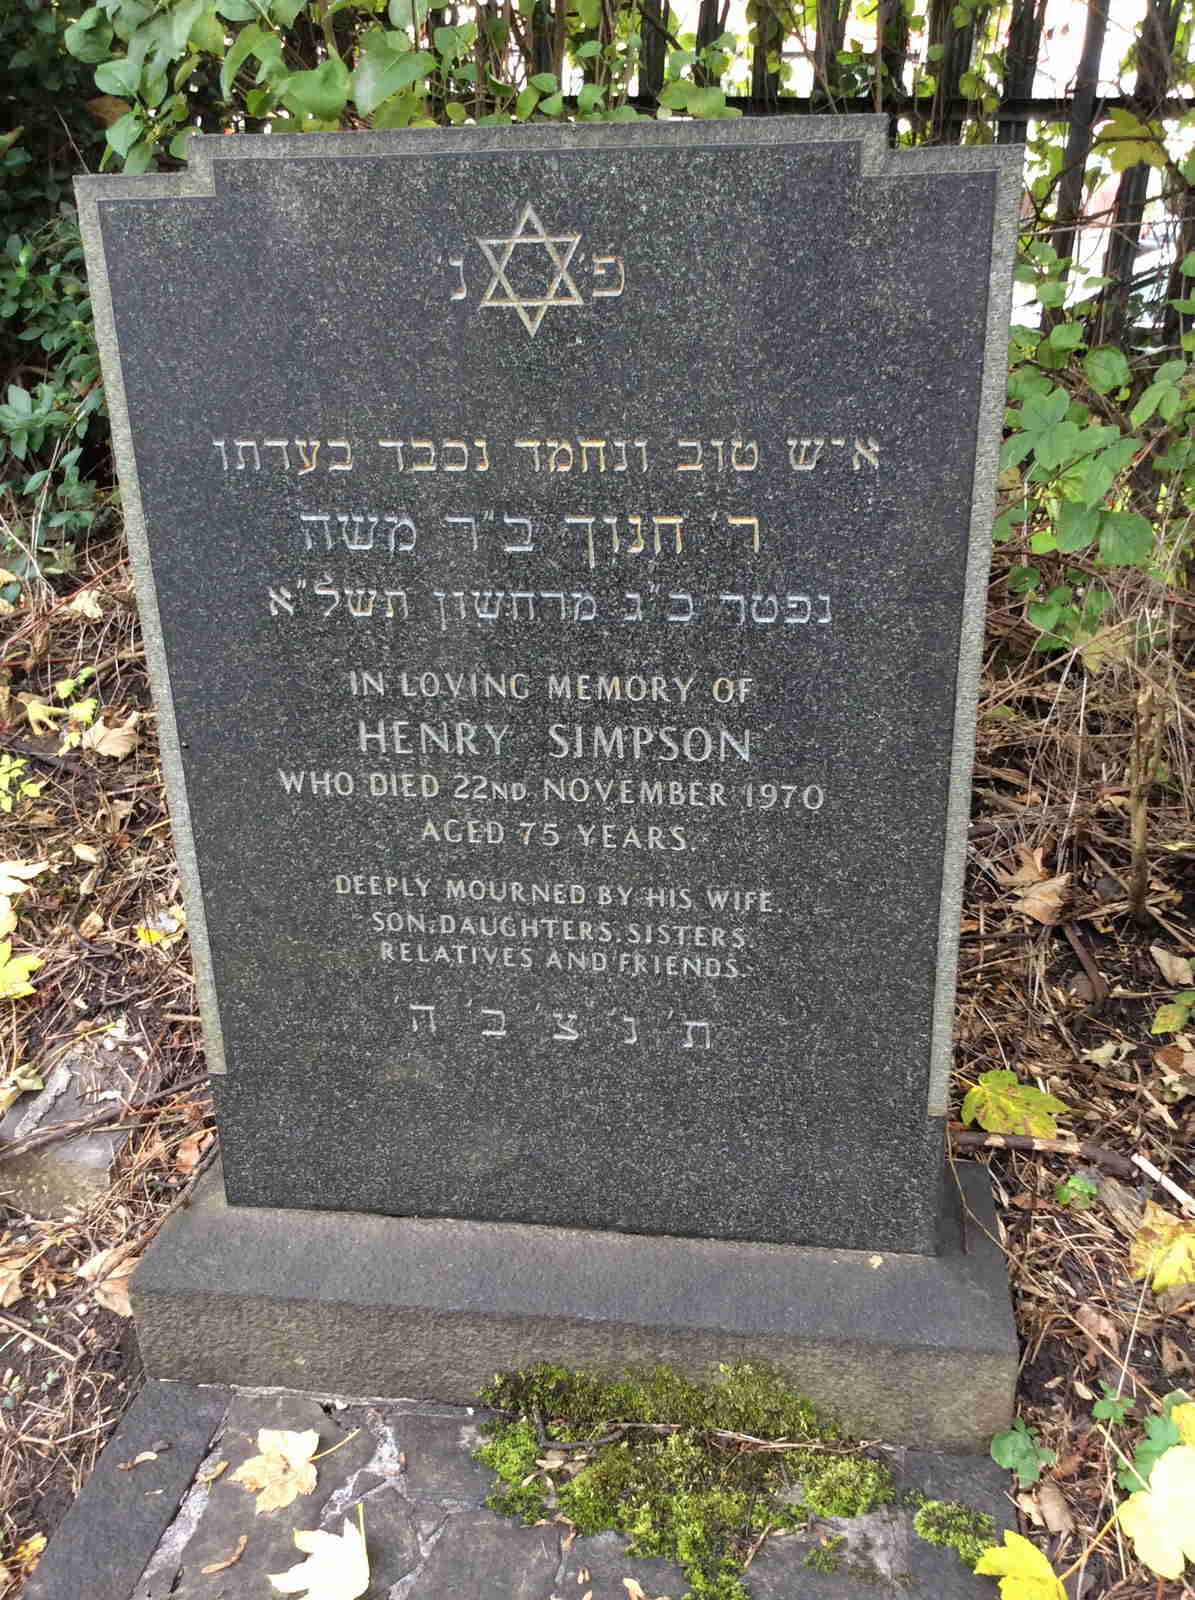 פ׳ נ׳
איש טוב ונחמד נכבד בעדתו
ר׳ חנוך ב״ר משה
נפטר כ״ג מרחשון תשל״א
IN LOVING MEMORY OF
HENRY SIMPSON
WHO DIED 22ND NOVEMBER 1970
AGED 75 YEARS.
DEEPLY MOURNED BY HIS WIFE,
SON, DAUGHTERS, SISTERS,
RELATIVES AND FRIENDS.
ת׳ נ׳ צ׳ ב׳ ה׳